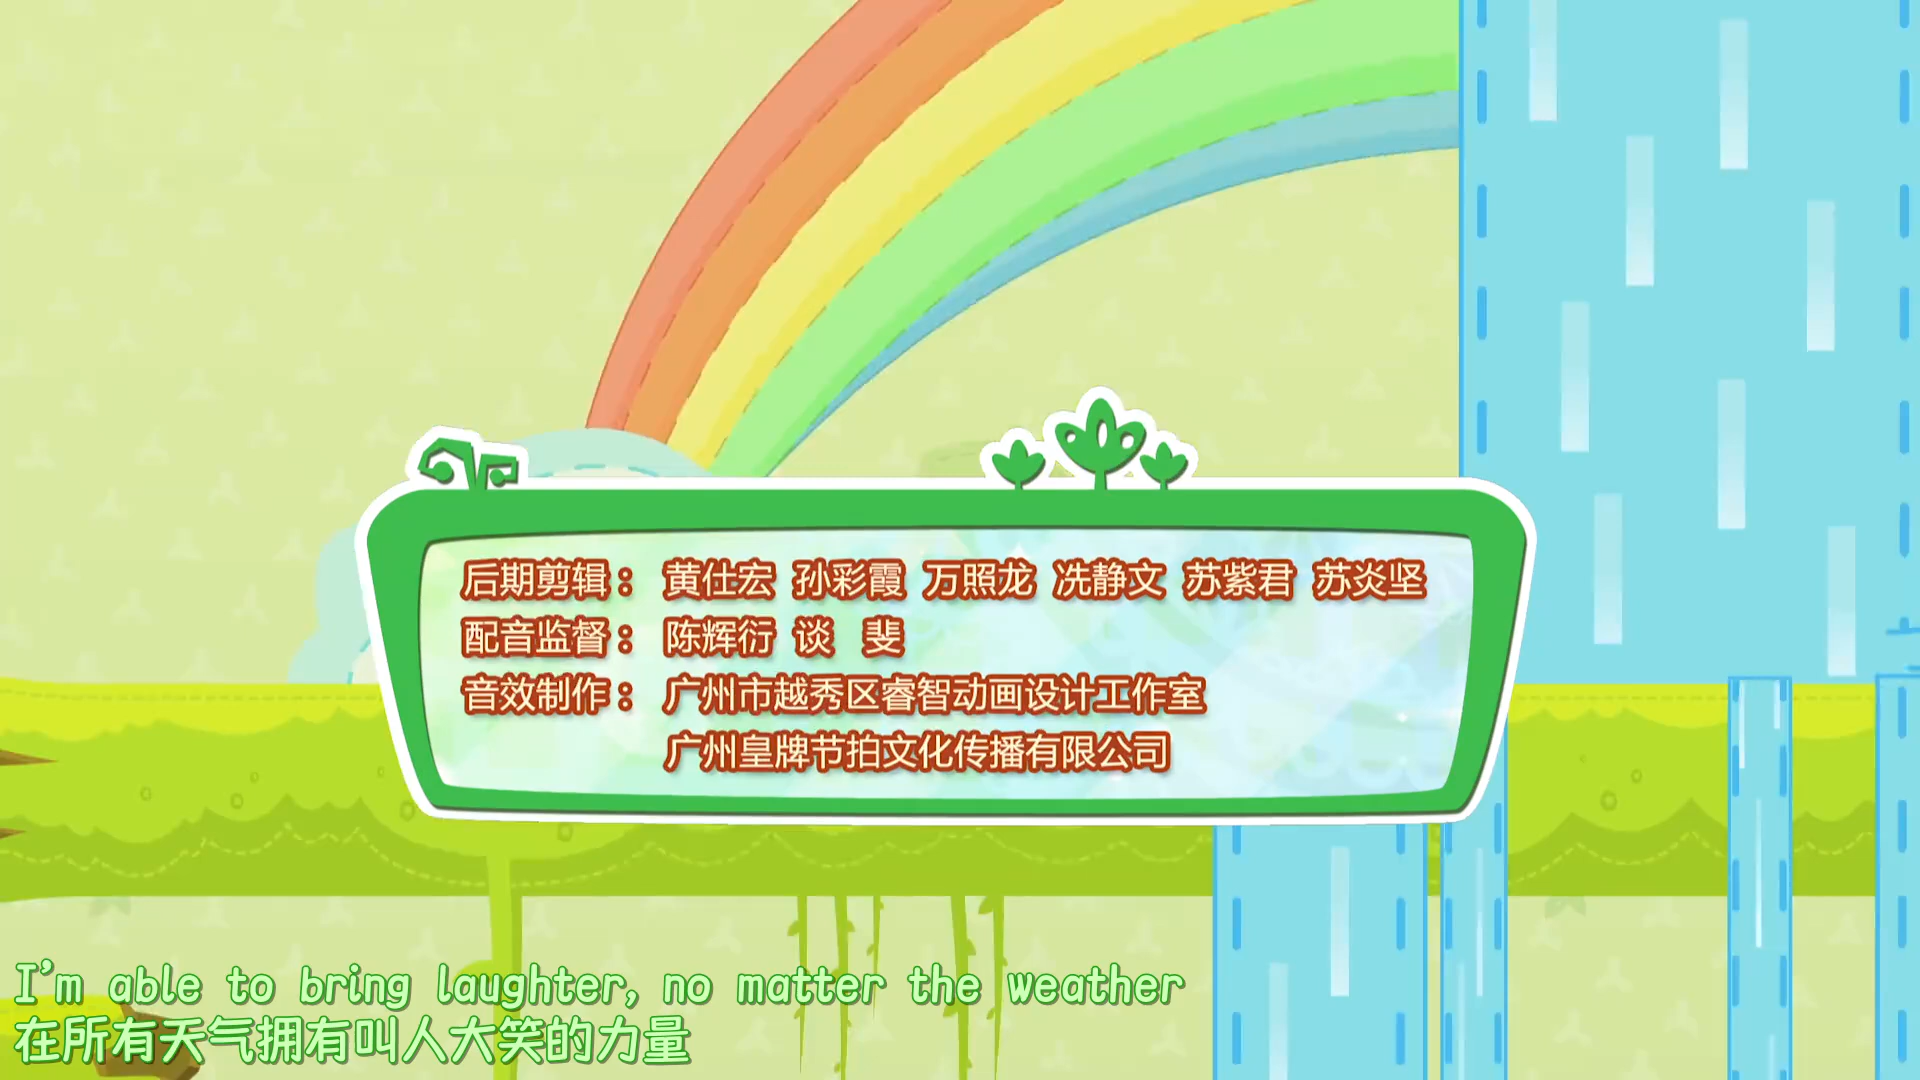 后期剪辑： 黄仕宏 孙彩霞 万照龙 冼静文 苏紫君 苏炎坚
配音监督： 陈辉衍 谈 斐
音效制作： 广州市越秀区睿智动画设计工作室
广州皇牌节拍文化传播有限公司
I'm able to bring laughter, no matter the weather
在所有天气拥有叫人大笑的力量